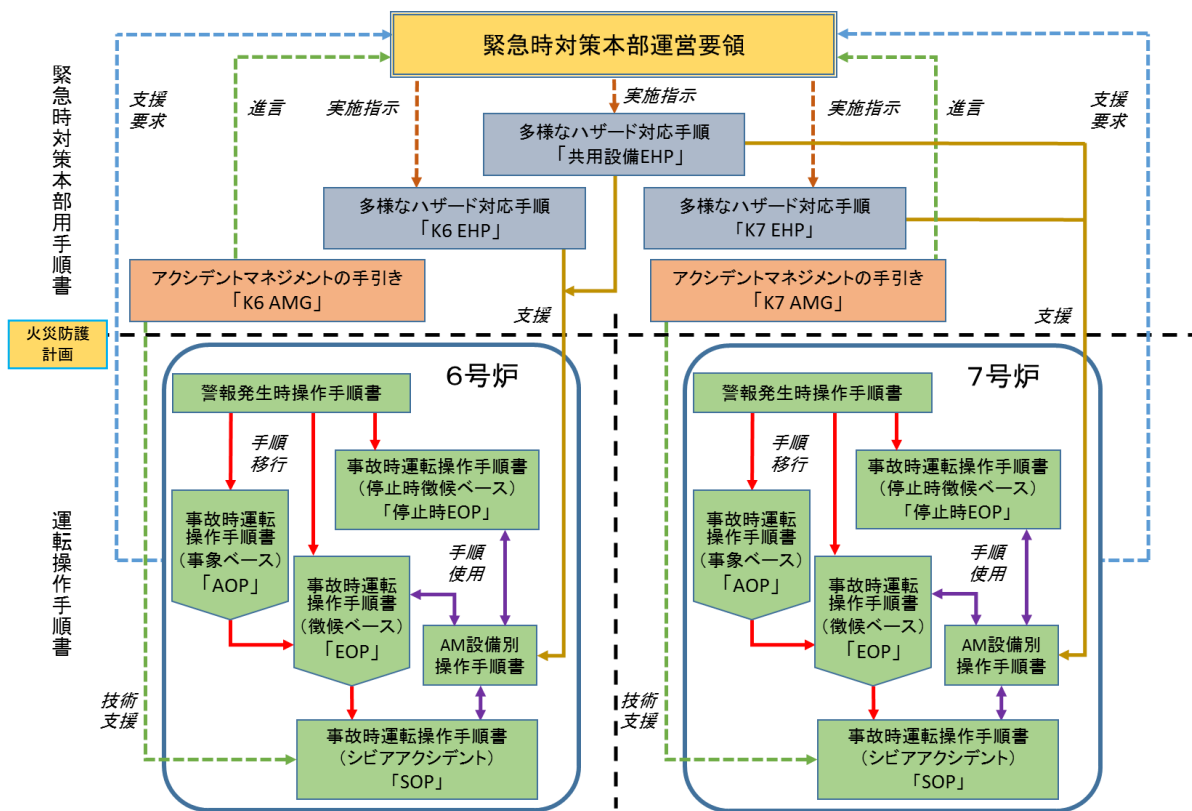 緊急時対策本部運営要領
緊急時対策本部用手順書
支援
要求
進言
実施指示
実施指示
実施指示
進言
支援
要求
多様なハザード対応手順
「共用設備EHP」
多様なハザード対応手順
「K6 EHP」
多様なハザード対応手順
「K7 EHP」
アクシデントマネジメントの手引き
「K6 AMG」
アクシデントマネジメントの手引き
「K7 AMG」
支援
支援
火災防護
計画
運転操作手順書
6号炉
警報発生時操作手順書
手順
移行
事故時運転操作手順書
（停止時徴候ベース）
「停止時EOP」
事故時運転
操作手順書
（事象ベース）
「AOP」
事故時運転
操作手順書
（徴候ベース）
「EOP」
手順
使用
AM設備別
操作手順書
技術
支援
事故時運転操作手順書
（シビアアクシデント）
「SOP」
7号炉
警報発生時操作手順書
手順
移行
事故時運転操作手順書
（停止時徴候ベース）
「停止時EOP」
事故時運転
操作手順書
（事象ベース）
「AOP」
事故時運転
操作手順書
（徴候ベース）
「EOP」
手順
使用
AM設備別
操作手順書
技術
支援
事故時運転操作手順書
（シビアアクシデント）
「SOP」